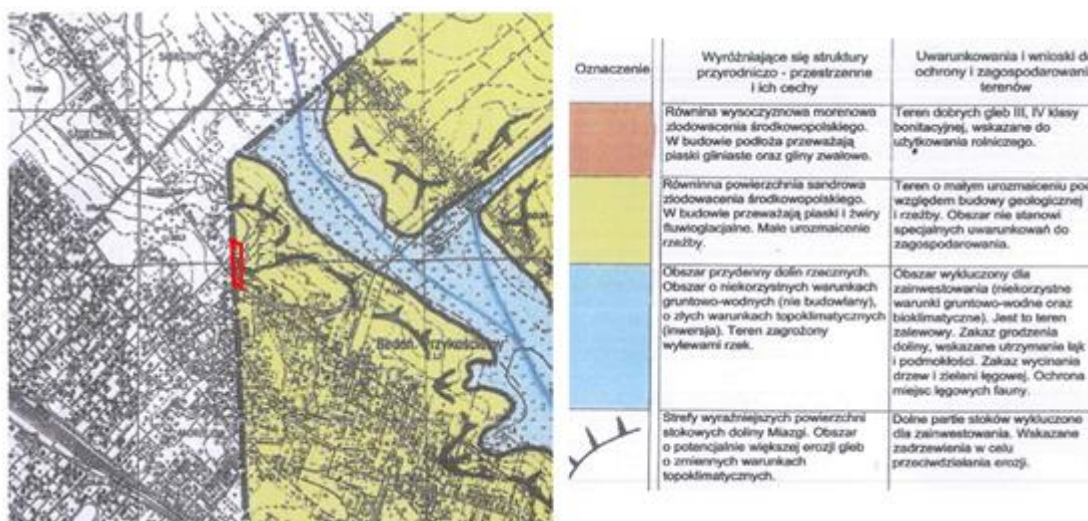 Bedoń Przykościelny
Oznaczenie
Wyróżniające się struktury
przyrodniczo - przestrzenne
i ich cechy
Uwarunkowania i wnioski do
ochrony i zagospodarowani
terenów
Równina wysoczyznowa morenowa
zlodowacenia środkowopolskiego.
W budowie podłoża przeważają
piaski gliniaste oraz gliny zwałowe.
Teren dobrych gleb III, IV klasy
bonitacyjnej, wskazane do
użytkowania rolniczego.
Równinna powierzchnia sandrowa
zlodowacenia środkowopolskiego.
W budowie przeważają piaski i żwiry
fluwioglacjalne. Małe urozmaicenie
rzeźby.
Teren o małym urozmaiceniu po
względem budowy geologicznej
i rzeźby. Obszar nie stanowi
specjalnych uwarunkowań do
zagospodarowania.
Obszar przydenny dolin rzecznych.
Obszar o niekorzystnych warunkach
gruntowo-wodnych (nie budowlany),
o złych warunkach topoklimatycznych
(inwersja). Teren zagrożony
wylewami rzek.
Obszar wykluczony dla
zainwestowania (niekorzystne
warunki gruntowo-wodne oraz
bioklimatyczne). Jest to teren
zalewowy. Zakaz grodzenia
doliny, wskazane utrzymanie łąk
i podmokłości. Zakaz wycinania
drzew i zieleni łęgowej. Ochrona
miejsc lęgowych fauny.
Strefy wyraźniejszych powierzchni
stokowych doliny Miazgi. Obszar
o potencjalnie większej erozji gleb
o zmiennych warunkach
topoklimatycznych.
Dolne partie stoków wykluczone
dla zainwestowania. Wskazane
zadrzewienia w celu
przeciwdziałania erozji.